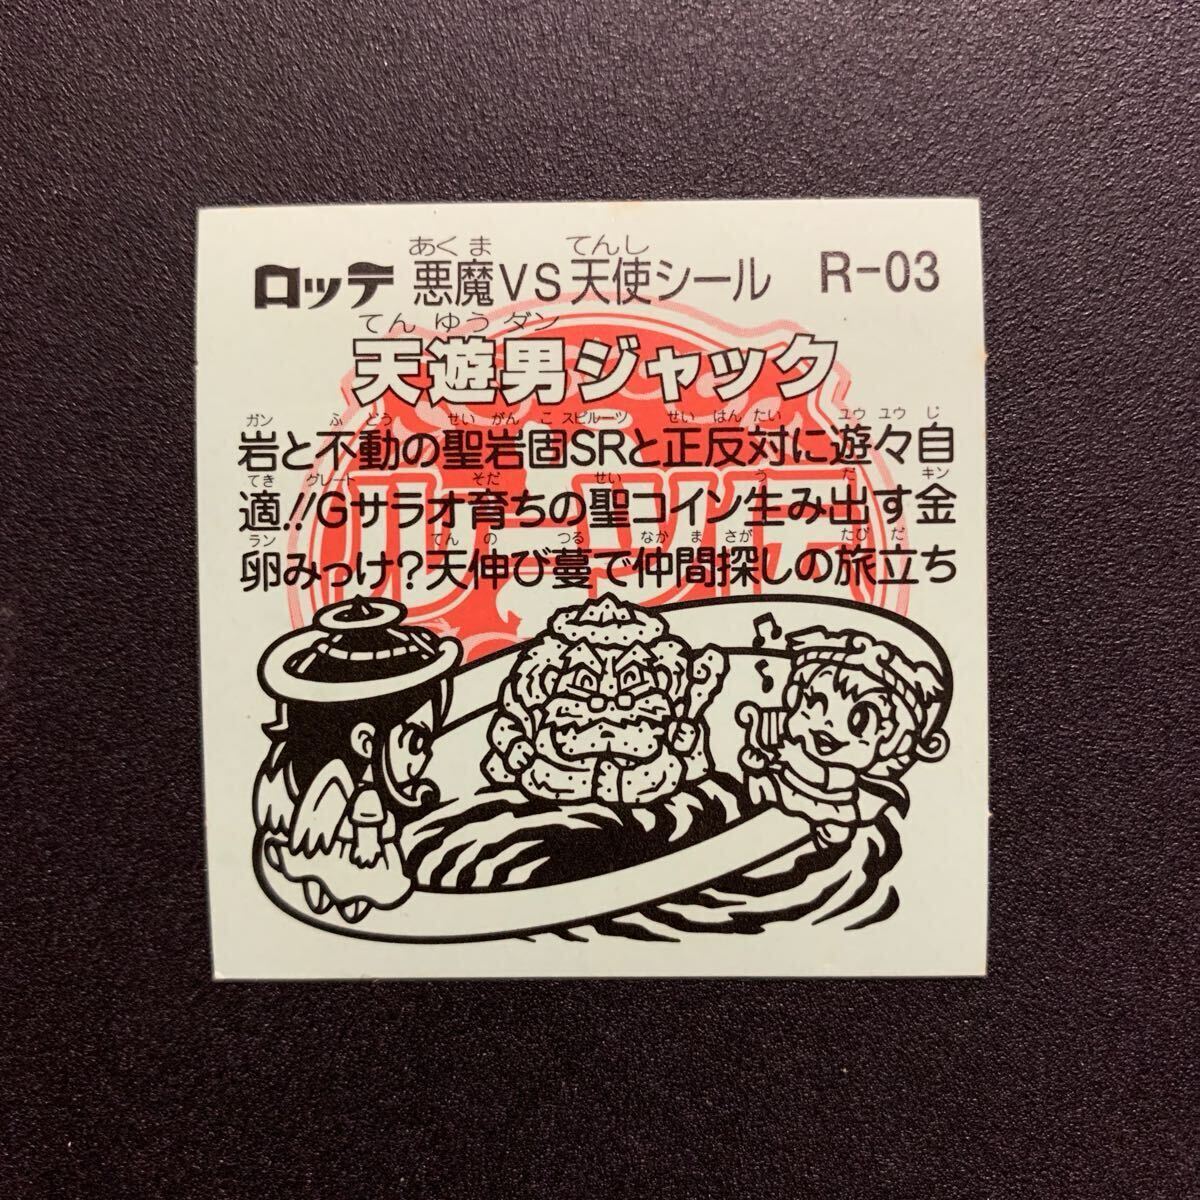 ロッテ 悪魔VS天使シール R-03
あくま てんし
てん ゆう ダン
天遊男ジャック
ガン ふ どう せい がん こ スピルーツ せい はん たい ユウ ユウ じ
岩と不動の聖岩固SRと正反対に遊々自
てき グレート そだ せい う だ キン
適!!Gサラオ育ちの聖コイン生み出す金
ラン てん の つる なか ま さが たび だ
卵みっけ?天伸び蔓で仲間探しの旅立ち